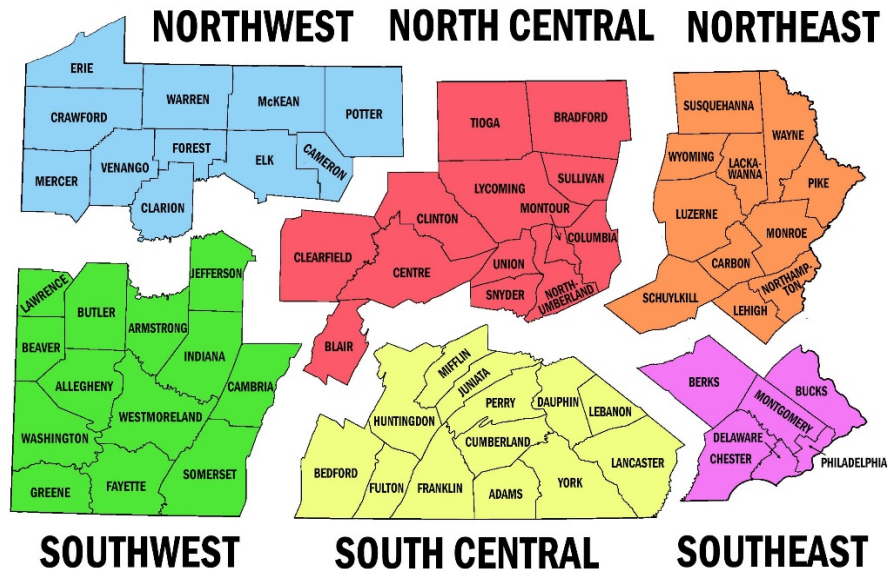 NORTHWEST
ERIE
CRAWFORD
WARREN
McKEAN
POTTER
MERCER
VENANGO
FOREST
ELK
CAMERON
CLARION
NORTH CENTRAL
TIOGA
BRADFORD
LYCOMING
SULLIVAN
CLINTON
MONTOUR
COLUMBIA
CLEARFIELD
CENTRE
UNION
SNYDER
NORTH-
UMBERLAND
BLAIR
NORTHEAST
SUSQUEHANNA
WAYNE
WYOMING
LACKA-
WANNA
PIKE
LUZERNE
MONROE
CARBON
NORTHAMP-
TON
SCHUYLKILL
LEHIGH
LAWRENCE
BUTLER
JEFFERSON
ARMSTRONG
BEAVER
INDIANA
ALLEGHENY
CAMBRIA
WESTMORELAND
WASHINGTON
SOMERSET
GREENE
FAYETTE
SOUTHWEST
MIFFLIN
JUNIATA
HUNTINGDON
PERRY
DAUPHIN
LEBANON
CUMBERLAND
LANCASTER
BEDFORD
FULTON
FRANKLIN
ADAMS
YORK
SOUTH CENTRAL
BERKS
BUCKS
MONTGOMERY
DELAWARE
CHESTER
PHILADELPHIA
SOUTHEAST